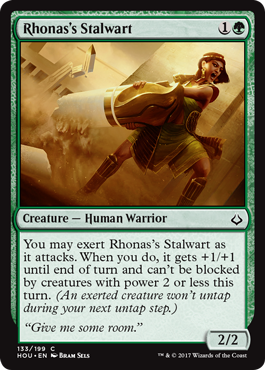 Rhonas's Stalwart 1
Creature — Human Warrior
You may exert Rhonas's Stalwart as
it attacks. When you do, it gets +1/+1
until end of turn and can't be blocked
by creatures with power 2 or less this
turn. (An exerted creature won't untap
during your next untap step.)
"Give me some room."
2/2
133/199 C
HOU • EN Bram Sels
™ & © 2017 Wizards of the Coast